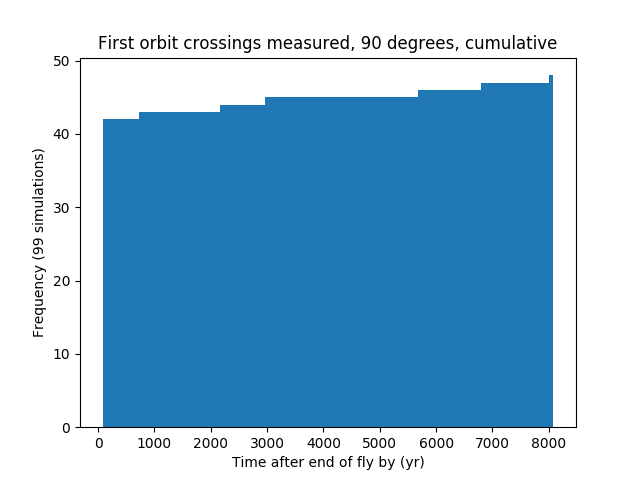 First orbit crossings measured, 90 degrees, cumulative
50
40
30
20
10
0
Frequency (99 simulations)
0 1000 2000 3000 4000 5000 6000 7000 8000
Time after end of fly by (yr)